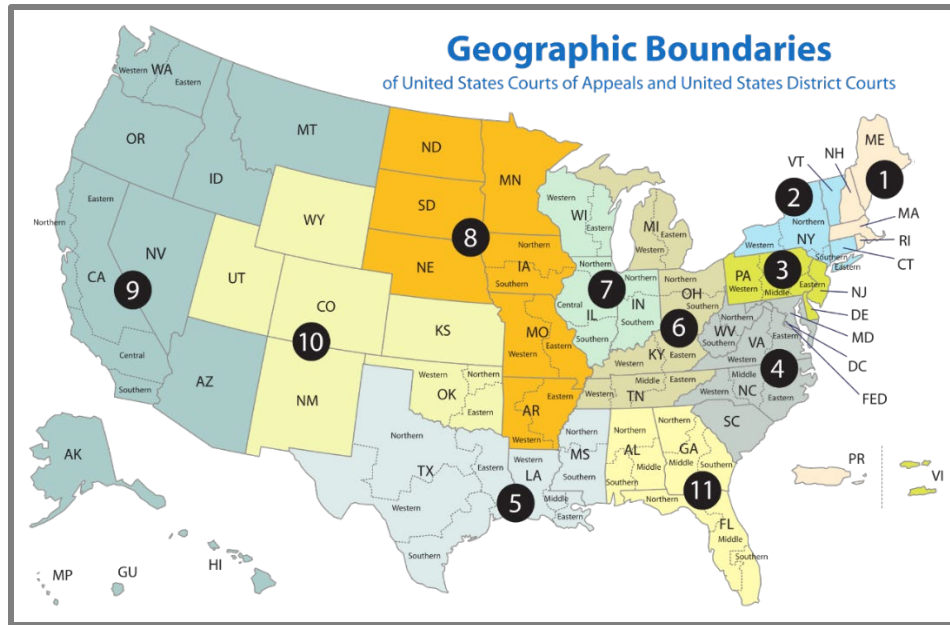 Geographic Boundaries
of United States Courts of Appeals and United States District Courts
WA
Western
Eastern
OR
ID
MT
Eastern
Northern
CA
NV
9
Central
Southern
AZ
WY
UT
CO
10
NM
KS
Western
Northern
OK
Eastern
ND
SD
NE
MN
8
Northern
IA
Southern
MO
Western
Eastern
AR
Western
Eastern
Northern
TX
Eastern
Western
Southern
Western
LA
Middle
Eastern
5
Northern
MS
Southern
Western
WI
Eastern
Northern
Central
IL
Southern
7
Northern
IN
Southern
MI
Western
Eastern
Northern
OH
Southern
6
KY
Western
Eastern
Western
Middle
Eastern
TN
Northern
AL
Middle
Southern
Northern
GA
Middle
Southern
11
Northern
FL
Middle
Southern
Northern
WV
Southern
VA
Eastern
Western
4
Middle
Western
NC
Eastern
SC
PA
3
Western
Middle
Eastern
2
Northern
Western
NY
Southern
Eastern
VT
NH
ME
1
MA
RI
CT
NJ
DE
MD
DC
FED
PR
VI
AK
HI
MP
GU